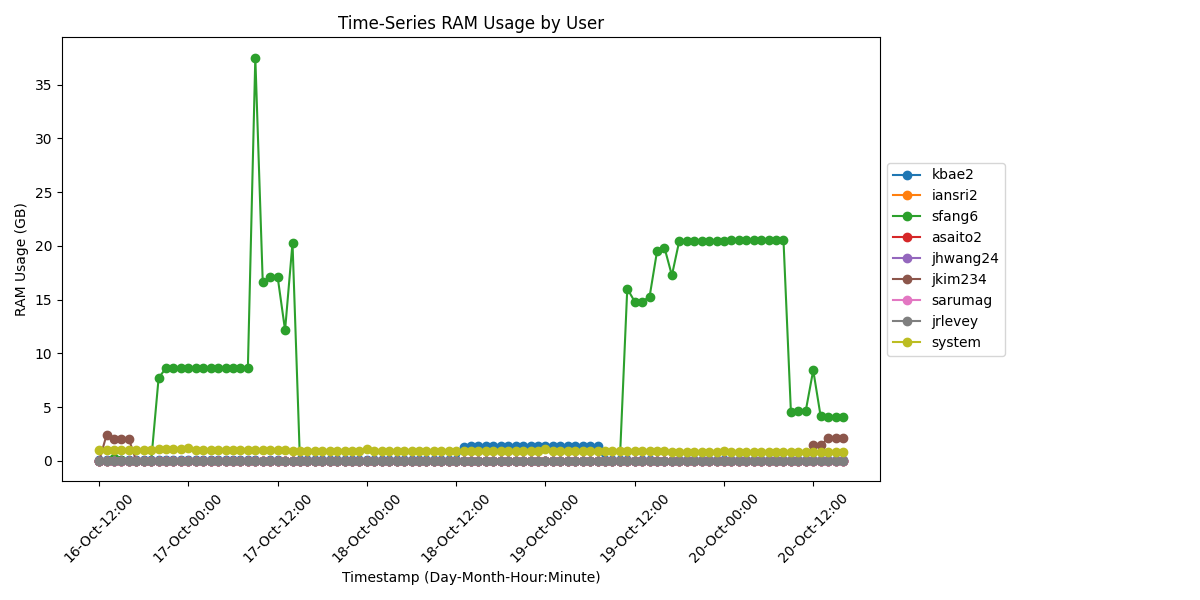 Time-Series RAM Usage by User
RAM Usage (GB)
35
30
25
20
15
10
5
0
16-Oct-12:00
17-Oct-00:00
17-Oct-12:00
18-Oct-00:00
18-Oct-12:00
19-Oct-00:00
19-Oct-12:00
20-Oct-00:00
20-Oct-12:00
Timestamp (Day-Month-Hour:Minute)
kbae2
iansri2
sfang6
asaito2
jhwang24
jkim234
sarumag
jrlevey
system